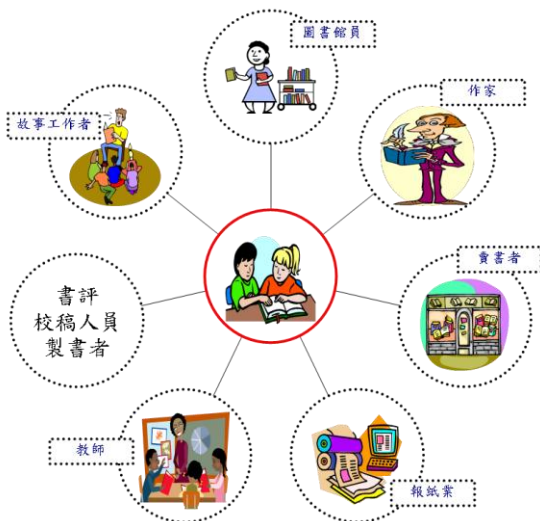 圖書館員
作家
故事工作者
賣書者
書評
校稿人員
製書者
教師
報紙業